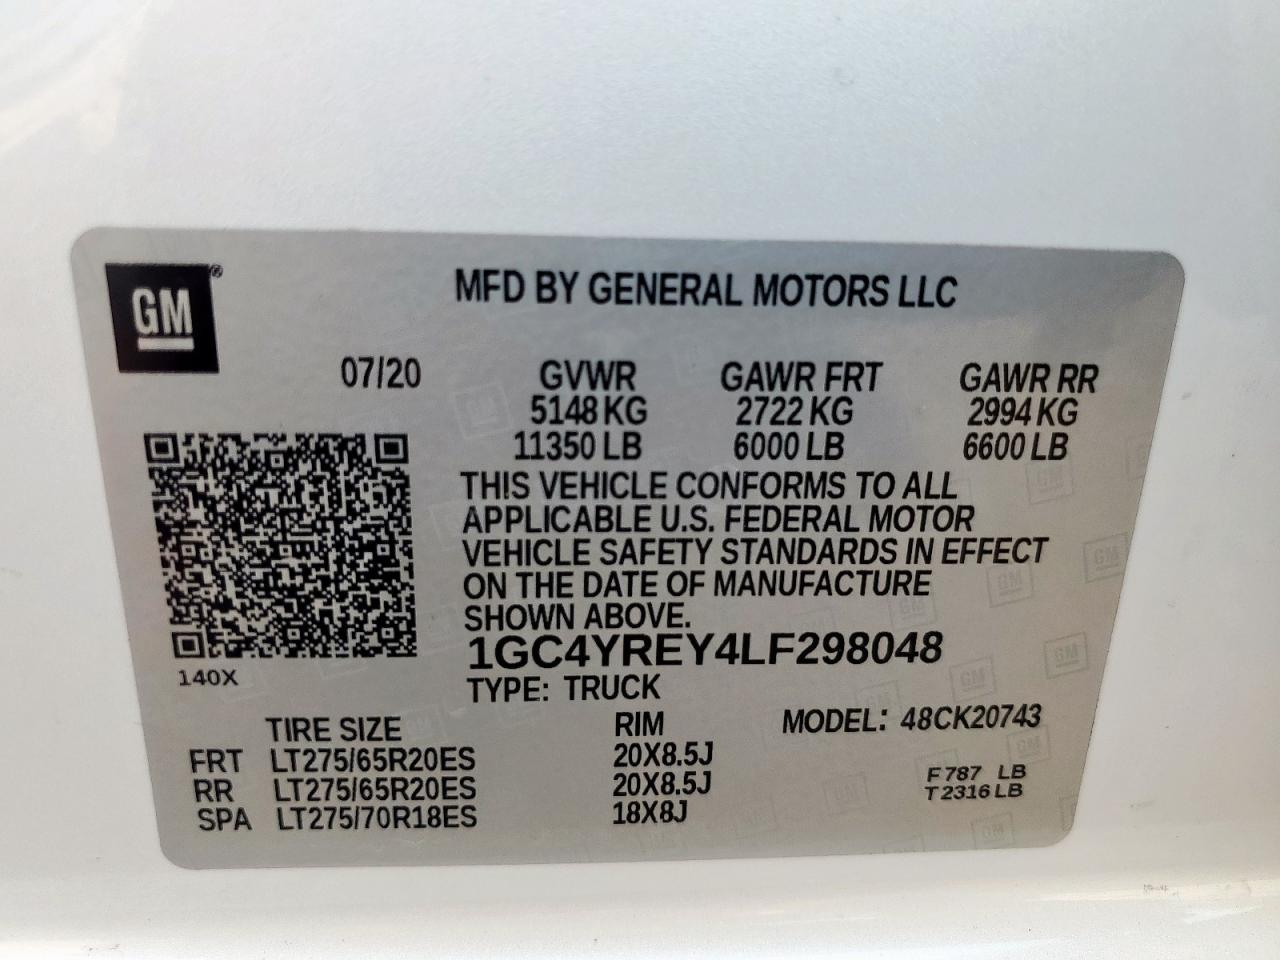 GM®
MFD BY GENERAL MOTORS LLC
07/20 GVWR GAWR FRT GAWR RR
5148 KG 2722 KG 2994 KG
11350 LB 6000 LB 6600 LB
THIS VEHICLE CONFORMS TO ALL
APPLICABLE U.S. FEDERAL MOTOR
VEHICLE SAFETY STANDARDS IN EFFECT
ON THE DATE OF MANUFACTURE
SHOWN ABOVE.
1GC4YREY4LF298048
140X
TYPE: TRUCK
TIRE SIZE RIM MODEL: 48CK20743
FRT LT275/65R20ES 20X8.5J
RR LT275/65R20ES 20X8.5J
SPA LT275/70R18ES 18X8J
F 787 LB
T 2316 LB